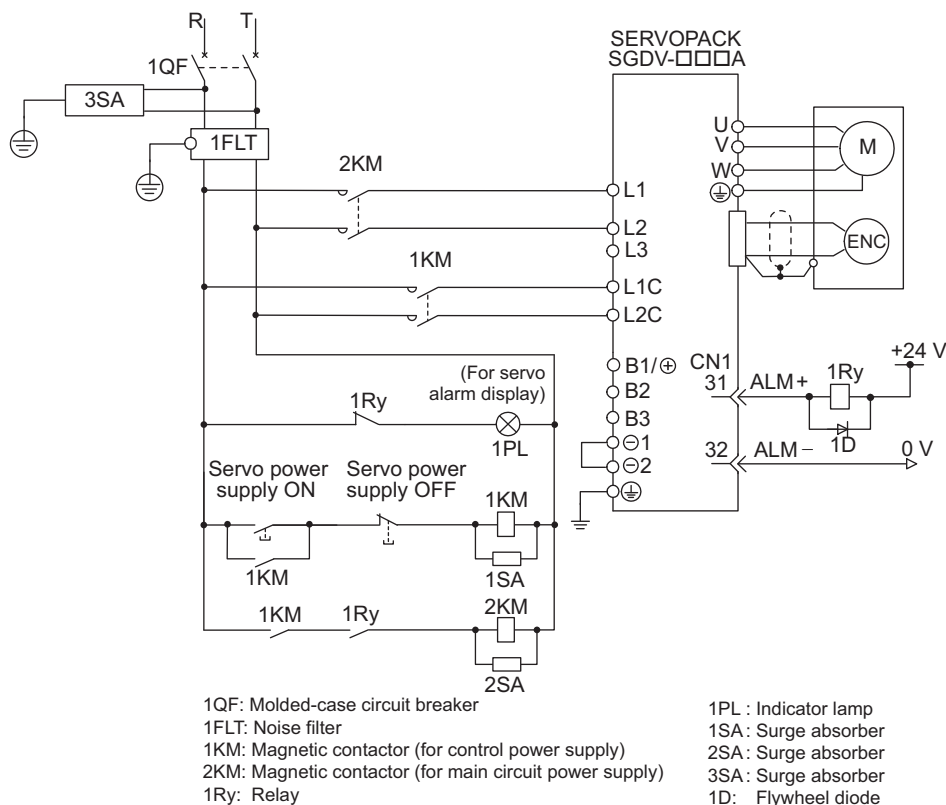 R T
SERVOPACK
SGDV-□□□A
1QF
3SA
1FLT
U
V
M
W
2KM
L1
L2
L3
ENC
1KM
L1C
L2C
+24 V
(For servo
alarm display)
B1/⊕
CN1
31
ALM+
1Ry
B2
1Ry
B3
1PL
1D
⊖1
32
ALM−
0 V
⊖2
Servo power
supply ON
Servo power
supply OFF
1KM
1KM
1SA
1KM
1Ry
2KM
2SA
1QF: Molded-case circuit breaker
1FLT: Noise filter
1KM: Magnetic contactor (for control power supply)
2KM: Magnetic contactor (for main circuit power supply)
1Ry: Relay
1PL : Indicator lamp
1SA : Surge absorber
2SA : Surge absorber
3SA : Surge absorber
1D: Flywheel diode